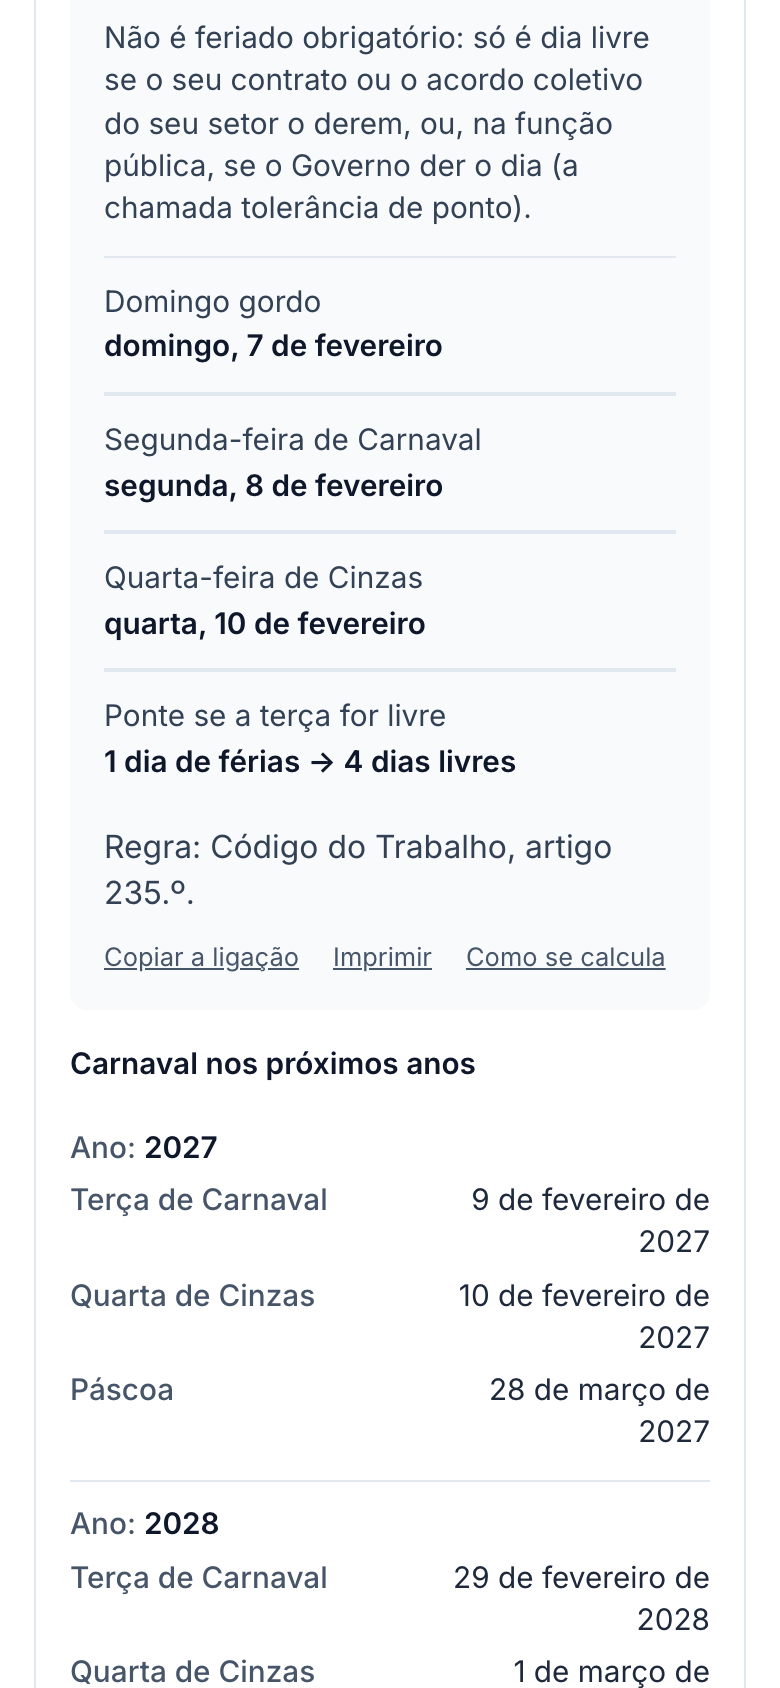 Não é feriado obrigatório: só é dia livre
se o seu contrato ou o acordo coletivo
do seu setor o derem, ou, na função
pública, se o Governo der o dia (a
chamada tolerância de ponto).
Domingo gordo
domingo, 7 de fevereiro
Segunda-feira de Carnaval
segunda, 8 de fevereiro
Quarta-feira de Cinzas
quarta, 10 de fevereiro
Ponte se a terça for livre
1 dia de férias → 4 dias livres
Regra: Código do Trabalho, artigo
235.º.
Copiar a ligação Imprimir Como se calcula
Carnaval nos próximos anos
Ano: 2027
Terça de Carnaval 9 de fevereiro de
2027
Quarta de Cinzas 10 de fevereiro de
2027
Páscoa 28 de março de
2027
Ano: 2028
Terça de Carnaval 29 de fevereiro de
2028
Quarta de Cinzas 1 de março de